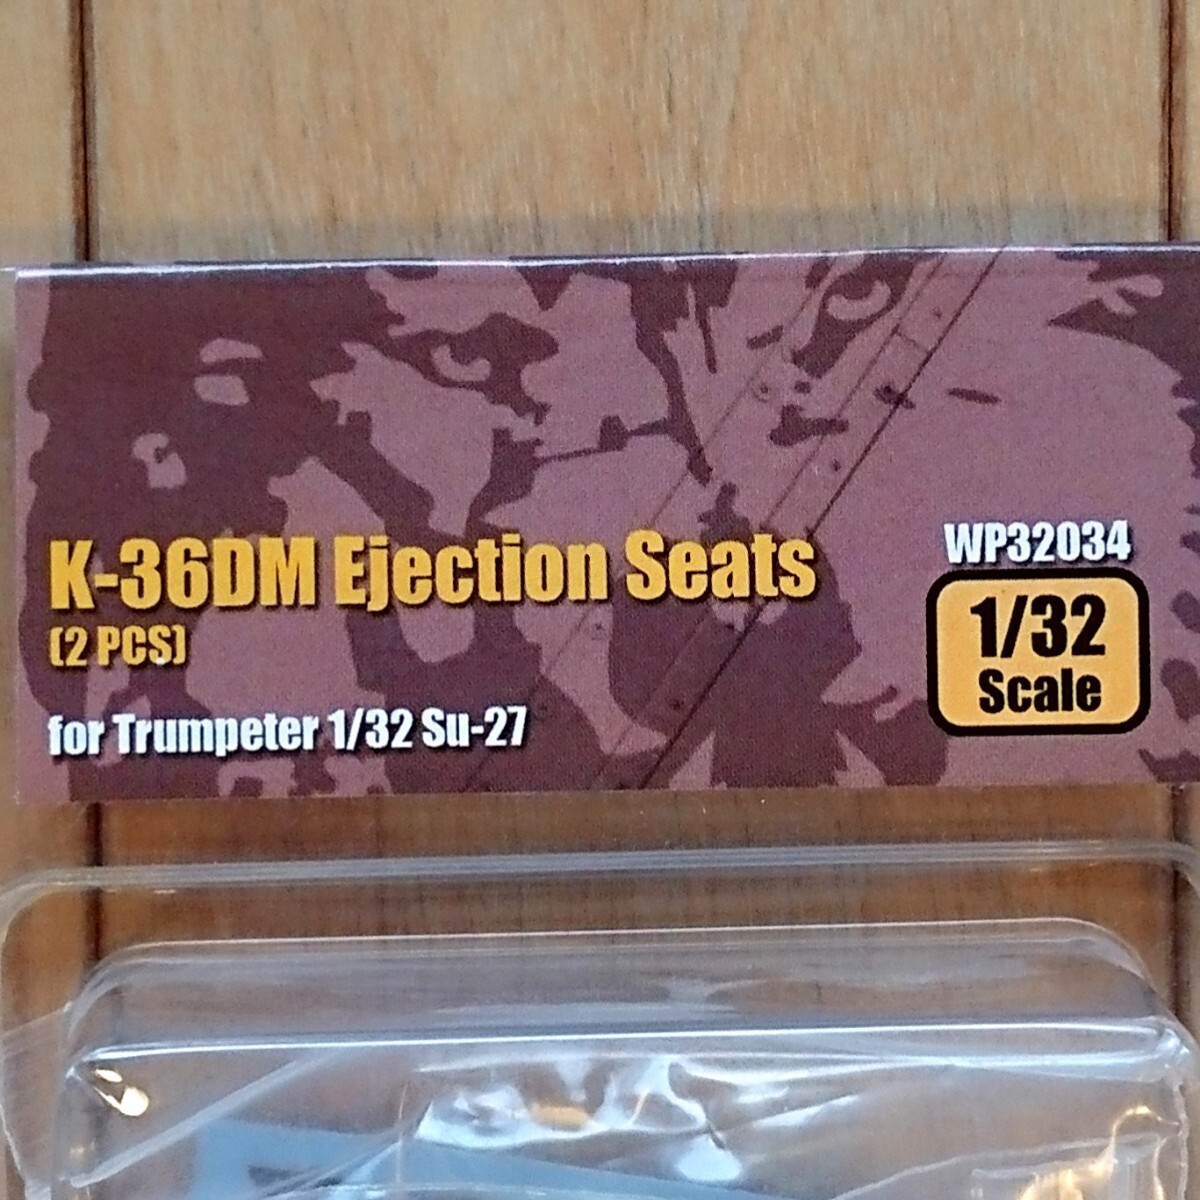 K-36DM Ejection Seats
(2 PCS)
for Trumpeter 1/32 Su-27
WP32034
1/32
Scale